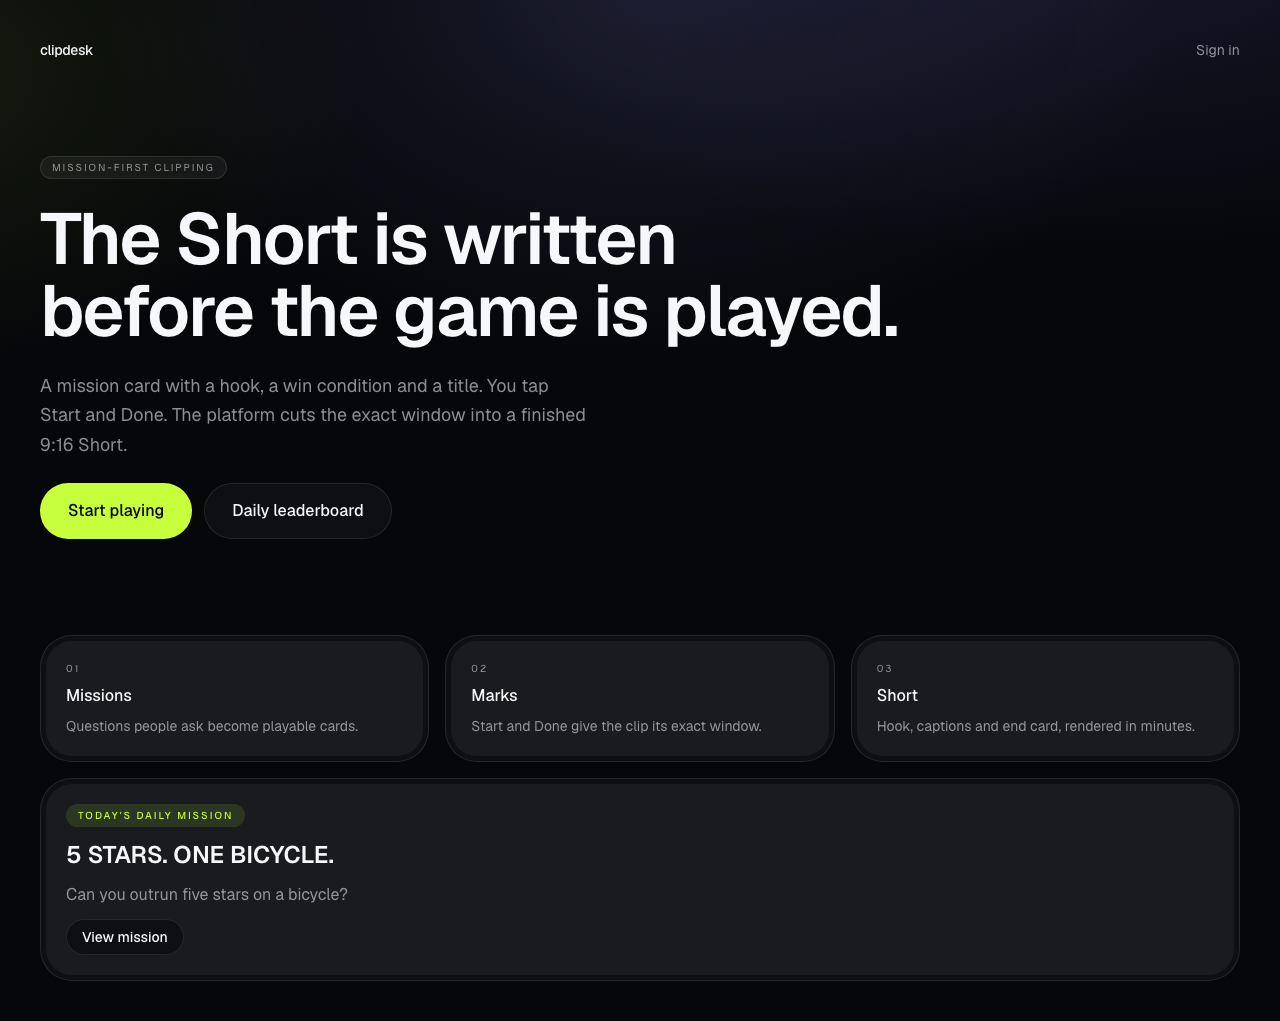 clipdesk
Sign in
MISSION-FIRST CLIPPING
The Short is written
before the game is played.
A mission card with a hook, a win condition and a title. You tap
Start and Done. The platform cuts the exact window into a finished
9:16 Short.
Start playing
Daily leaderboard
01
Missions
Questions people ask become playable cards.
02
Marks
Start and Done give the clip its exact window.
03
Short
Hook, captions and end card, rendered in minutes.
TODAY'S DAILY MISSION
5 STARS. ONE BICYCLE.
Can you outrun five stars on a bicycle?
View mission